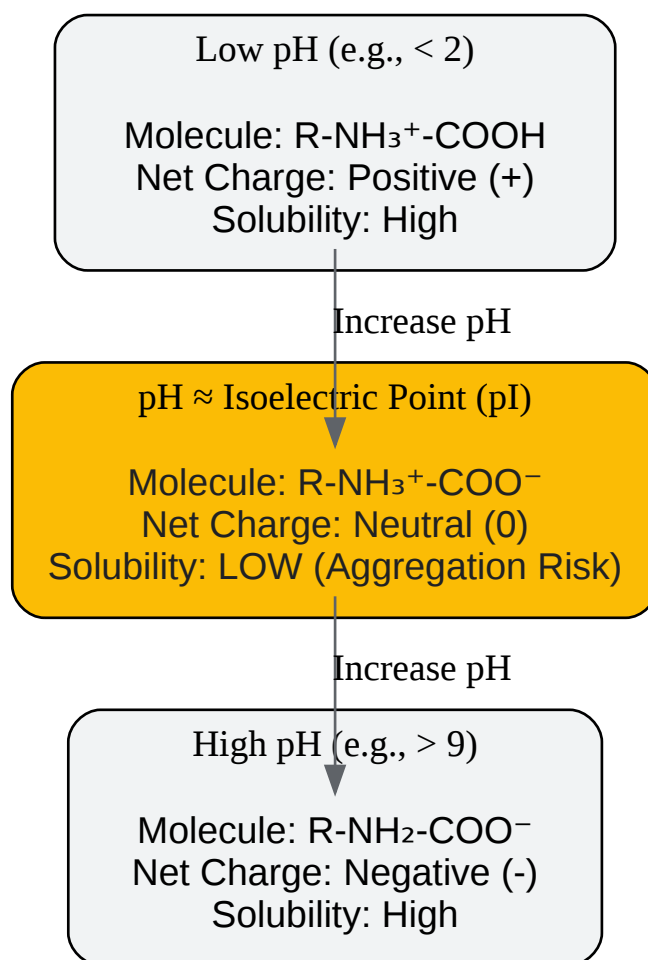 Low pH (e.g., < 2)
Molecule: R-NH₃⁺-COOH
Net Charge: Positive (+)
Solubility: High
Increase pH
pH ≈ Isoelectric Point (pI)
Molecule: R-NH₃⁺-COO⁻
Net Charge: Neutral (0)
Solubility: LOW (Aggregation Risk)
Increase pH
High pH (e.g., > 9)
Molecule: R-NH₂-COO⁻
Net Charge: Negative (-)
Solubility: High